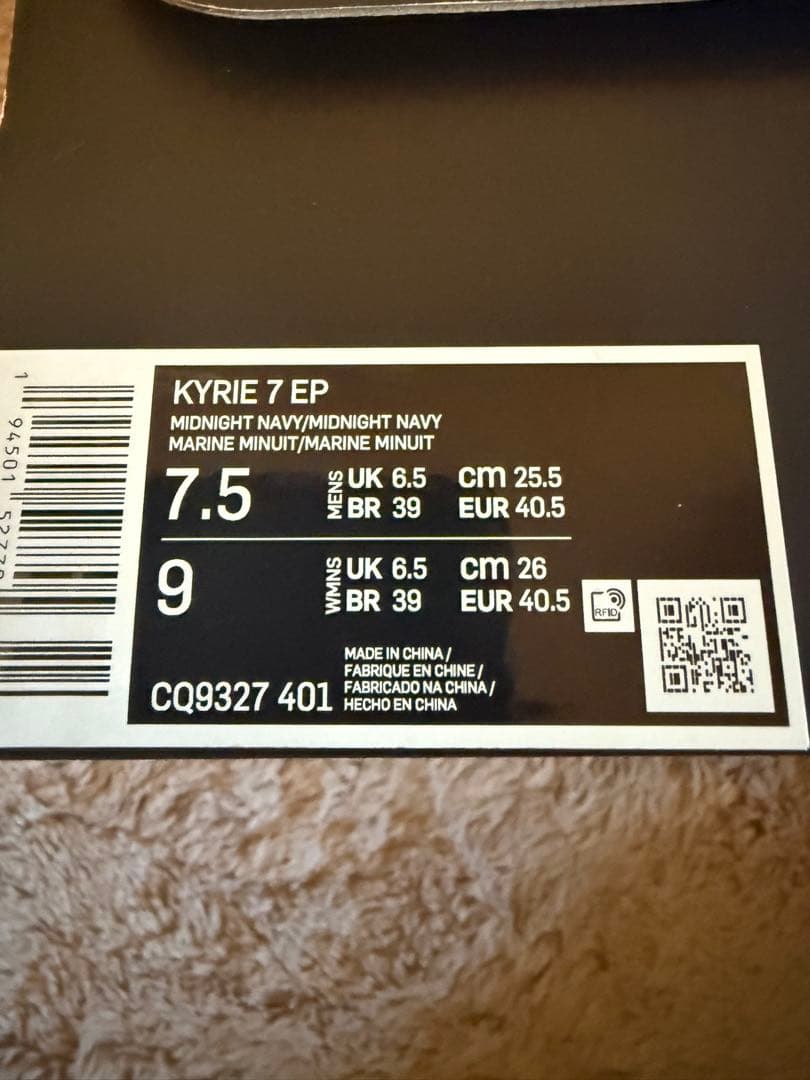 KYRIE 7 EP
MIDNIGHT NAVY/MIDNIGHT NAVY
MARINE MINUIT/MARINE MINUIT
7.5 MENS UK 6.5 cm 25.5
BR 39 EUR 40.5
9 WMNS UK 6.5 cm 26
BR 39 EUR 40.5
RFID
MADE IN CHINA /
FABRIQUE EN CHINE /
FABRICADO NA CHINA /
HECHO EN CHINA
CQ9327 401
1 94501